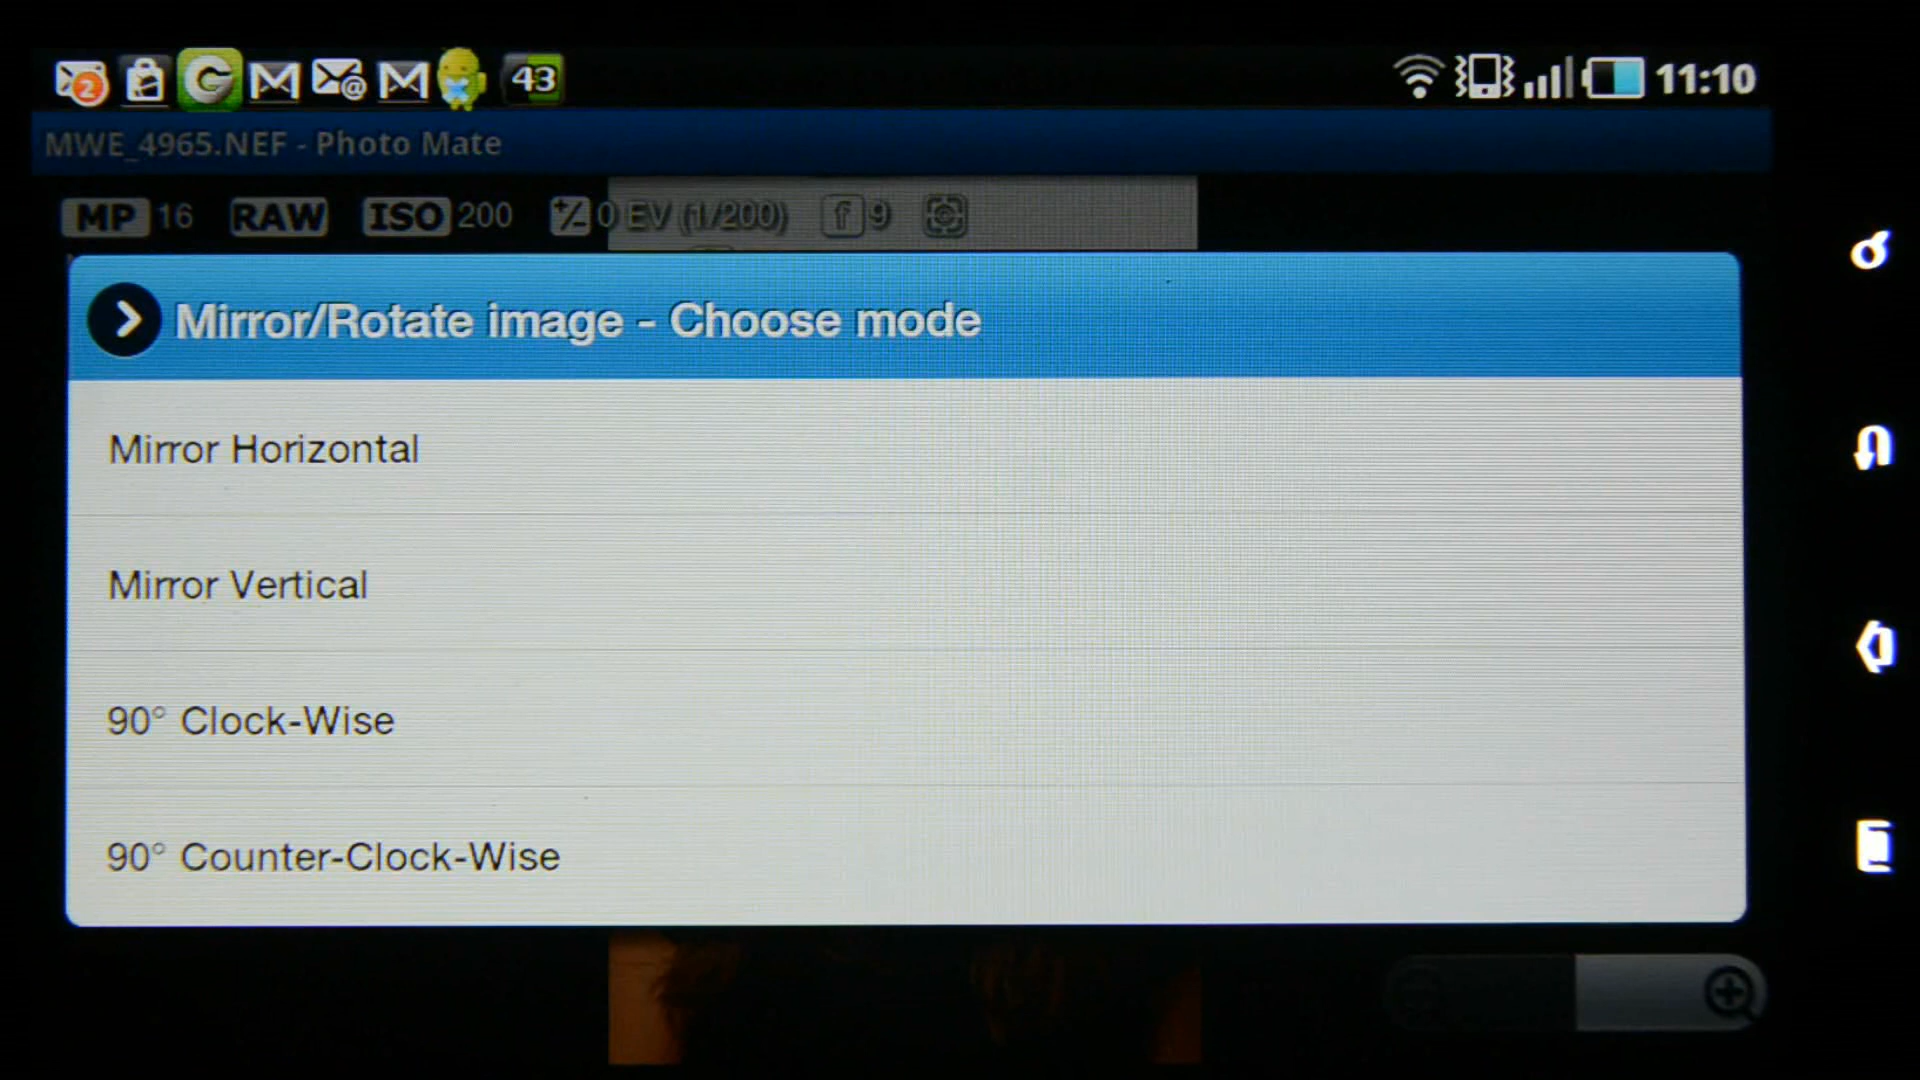 2 43 11:10
MWE_4965.NEF - Photo Mate
MP 16 RAW ISO 200 +/- 0 EV (1/200) f 9
Mirror/Rotate image - Choose mode
Mirror Horizontal
Mirror Vertical
90° Clock-Wise
90° Counter-Clock-Wise